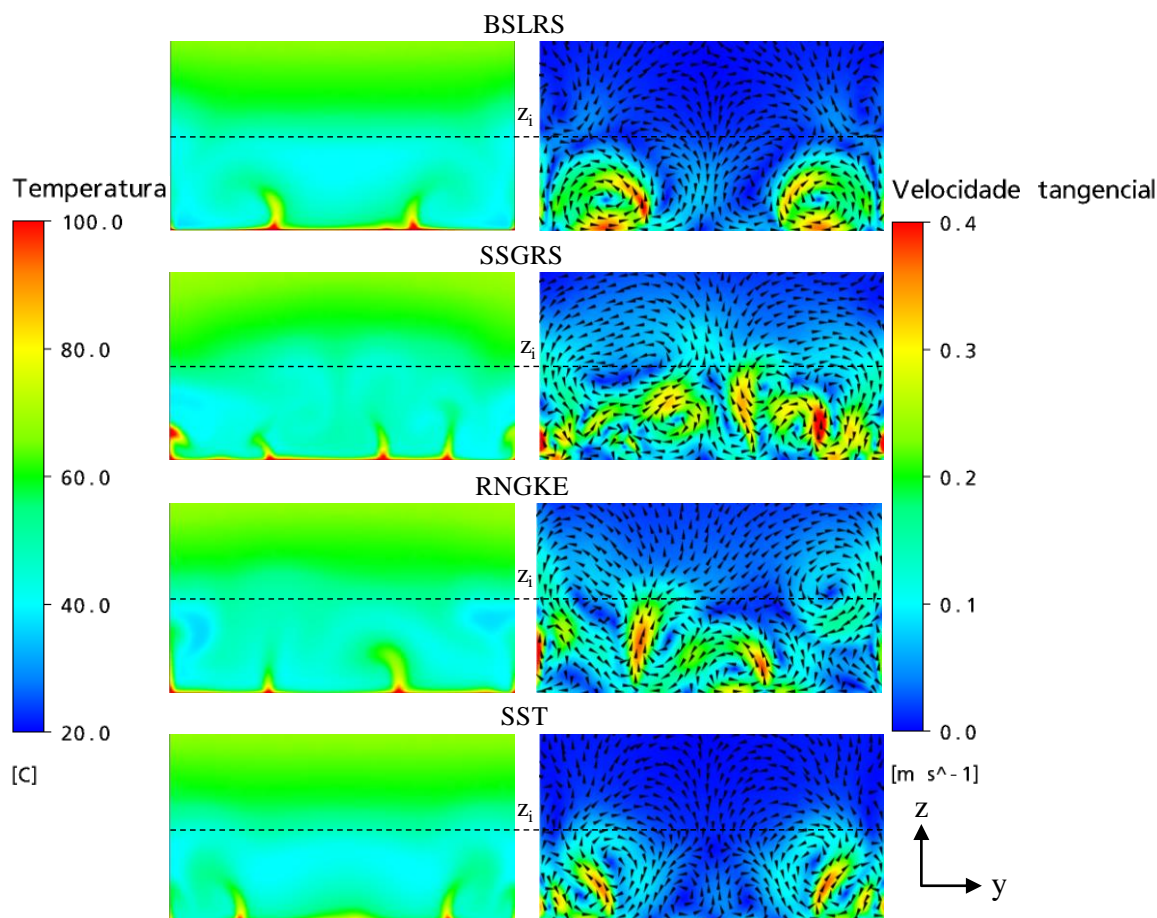 BSLRS
z_i
Temperatura
100.0
80.0
60.0
40.0
20.0
[C]
Velocidade tangencial
0.4
0.3
0.2
0.1
0.0
[m s^-1]
SSGRS
z_i
RNGKE
z_i
SST
z_i
z
y